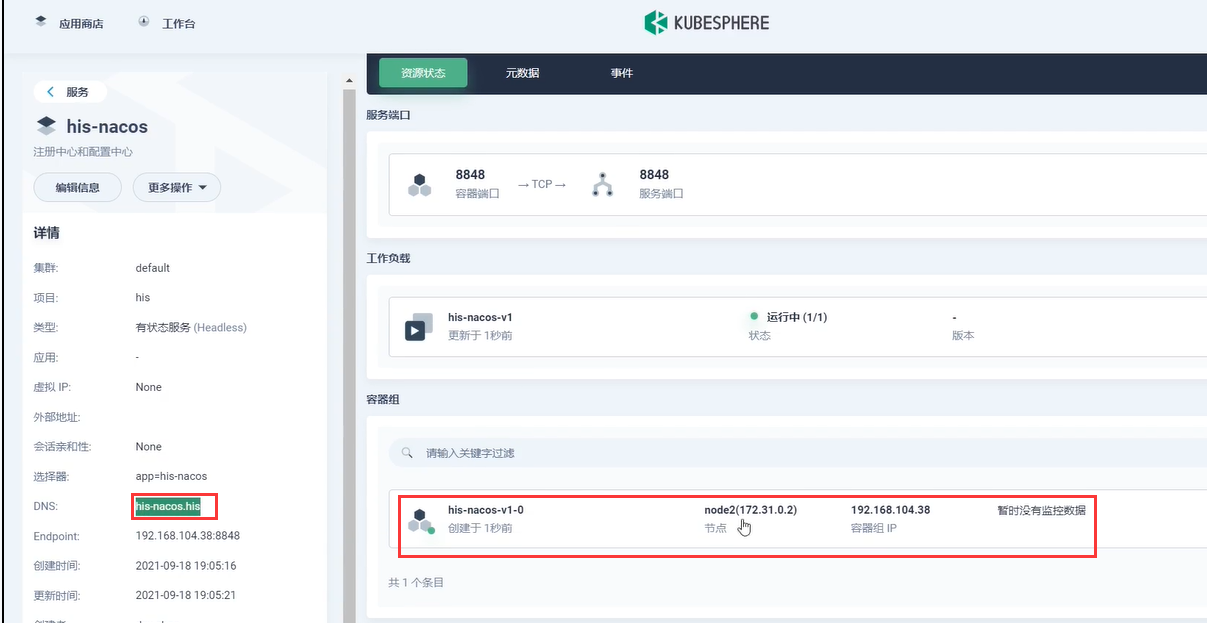 应用商店
工作台
KUBESPHERE
服务
his-nacos
注册中心和配置中心
编辑信息
更多操作
详情
集群: default
项目: his
类型: 有状态服务 (Headless)
应用: -
虚拟 IP: None
外部地址:
会话亲和性: None
选择器: app=his-nacos
DNS: his-nacos.his
Endpoint: 192.168.104.38:8848
创建时间: 2021-09-18 19:05:16
更新时间: 2021-09-18 19:05:21
资源状态
元数据
事件
服务端口
8848
容器端口
→ TCP →
8848
服务端口
工作负载
his-nacos-v1
更新于 1秒前
运行中 (1/1)
状态
-
版本
容器组
请输入关键字过滤
his-nacos-v1-0
创建于 1秒前
node2(172.31.0.2)
节点
192.168.104.38
容器组 IP
暂时没有监控数据
共 1 个条目